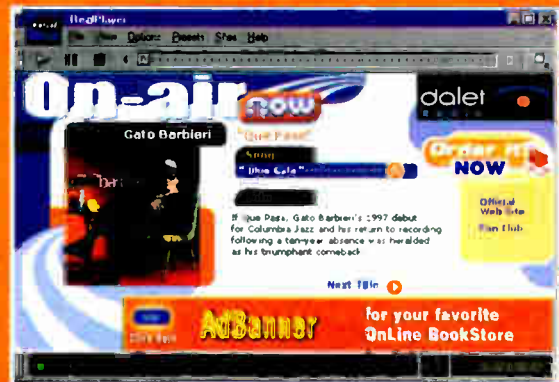 RealPlayer
View Options Presets Sites Help
On-air
now
dalet
"Que Pasa"
Gato Barbieri
Song
"Blue Gala"
Order it!
NOW
Official
Web Site
Fan Club
If Que Pasa, Gato Barbieri's 1997 debut
for Columbia Jazz and his return to recording
following a ten-year absence was heralded
as his triumphant comeback
Next Title
AdBanner
for your favorite
OnLine BookStore
Click Here